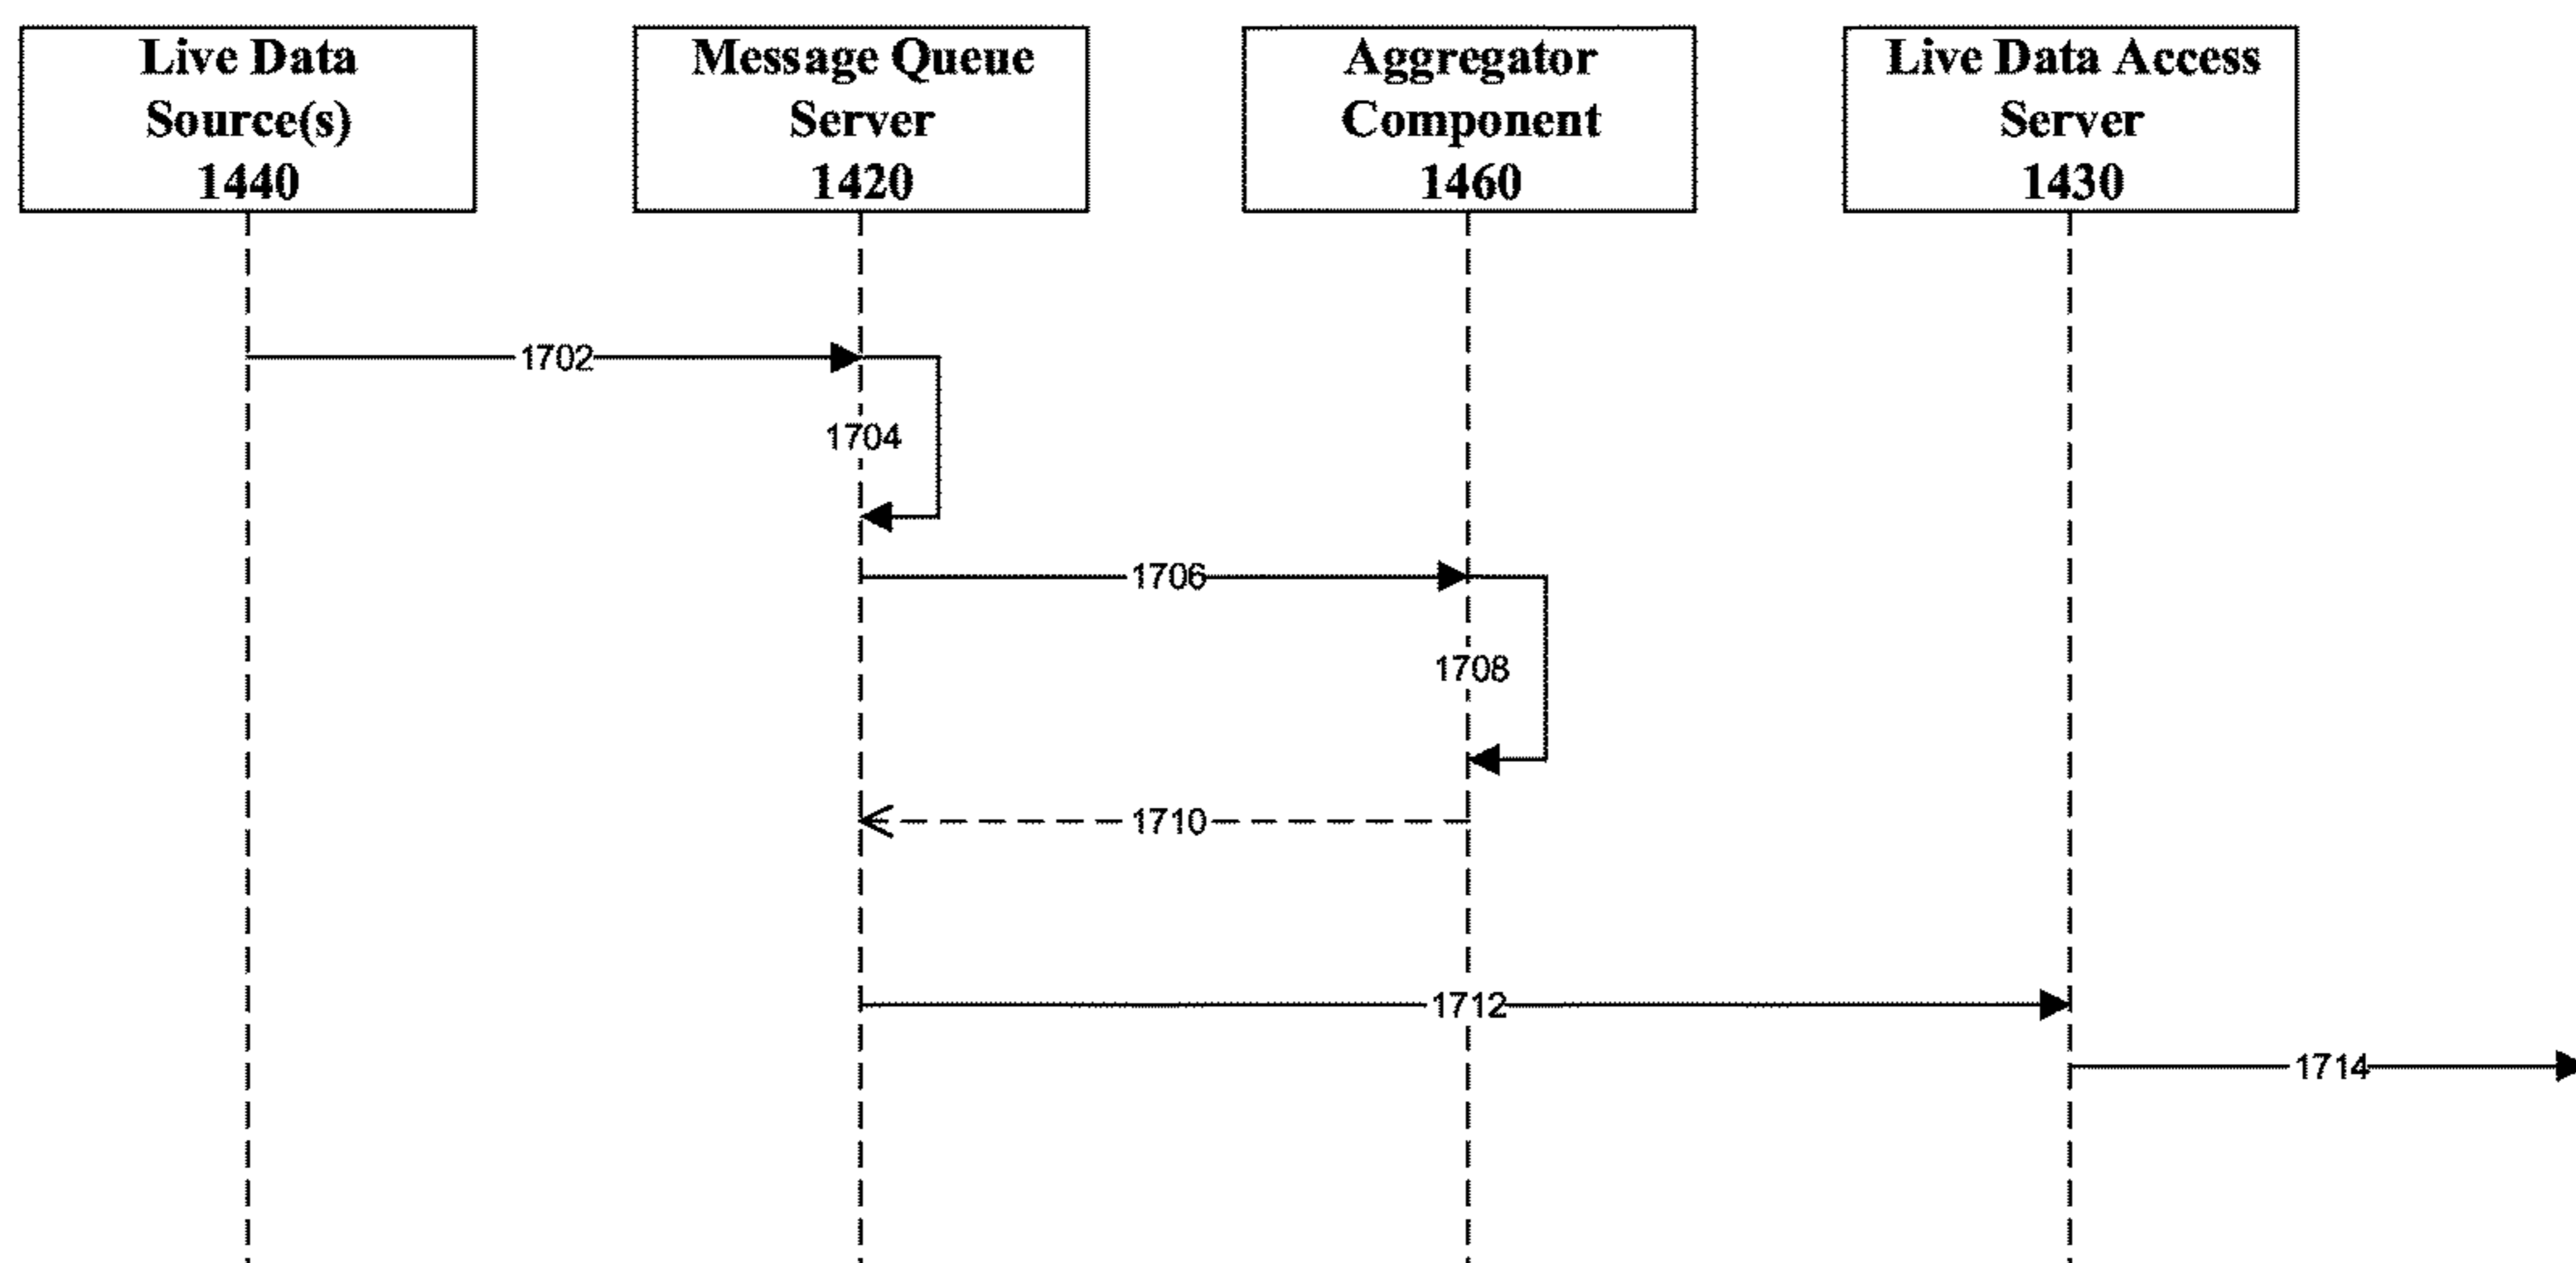 Live Data
Source(s)
1440
Message Queue
Server
1420
Aggregator
Component
1460
Live Data Access
Server
1430
1702
1704
1706
1708
1710
1712
1714